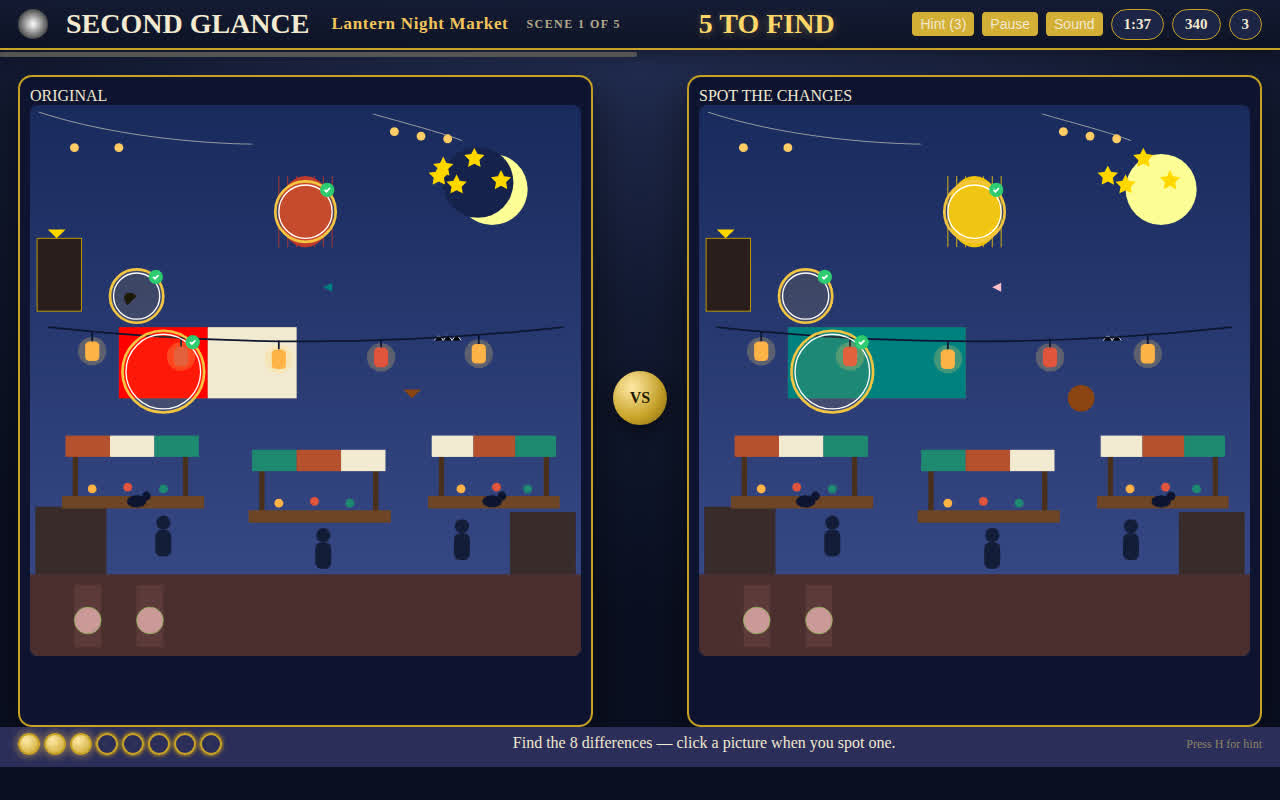 SECOND GLANCE Lantern Night Market SCENE 1 OF 5 5 TO FIND Hint (3) Pause Sound 1:37 340 3
ORIGINAL
SPOT THE CHANGES
VS
Find the 8 differences — click a picture when you spot one.
Press H for hint